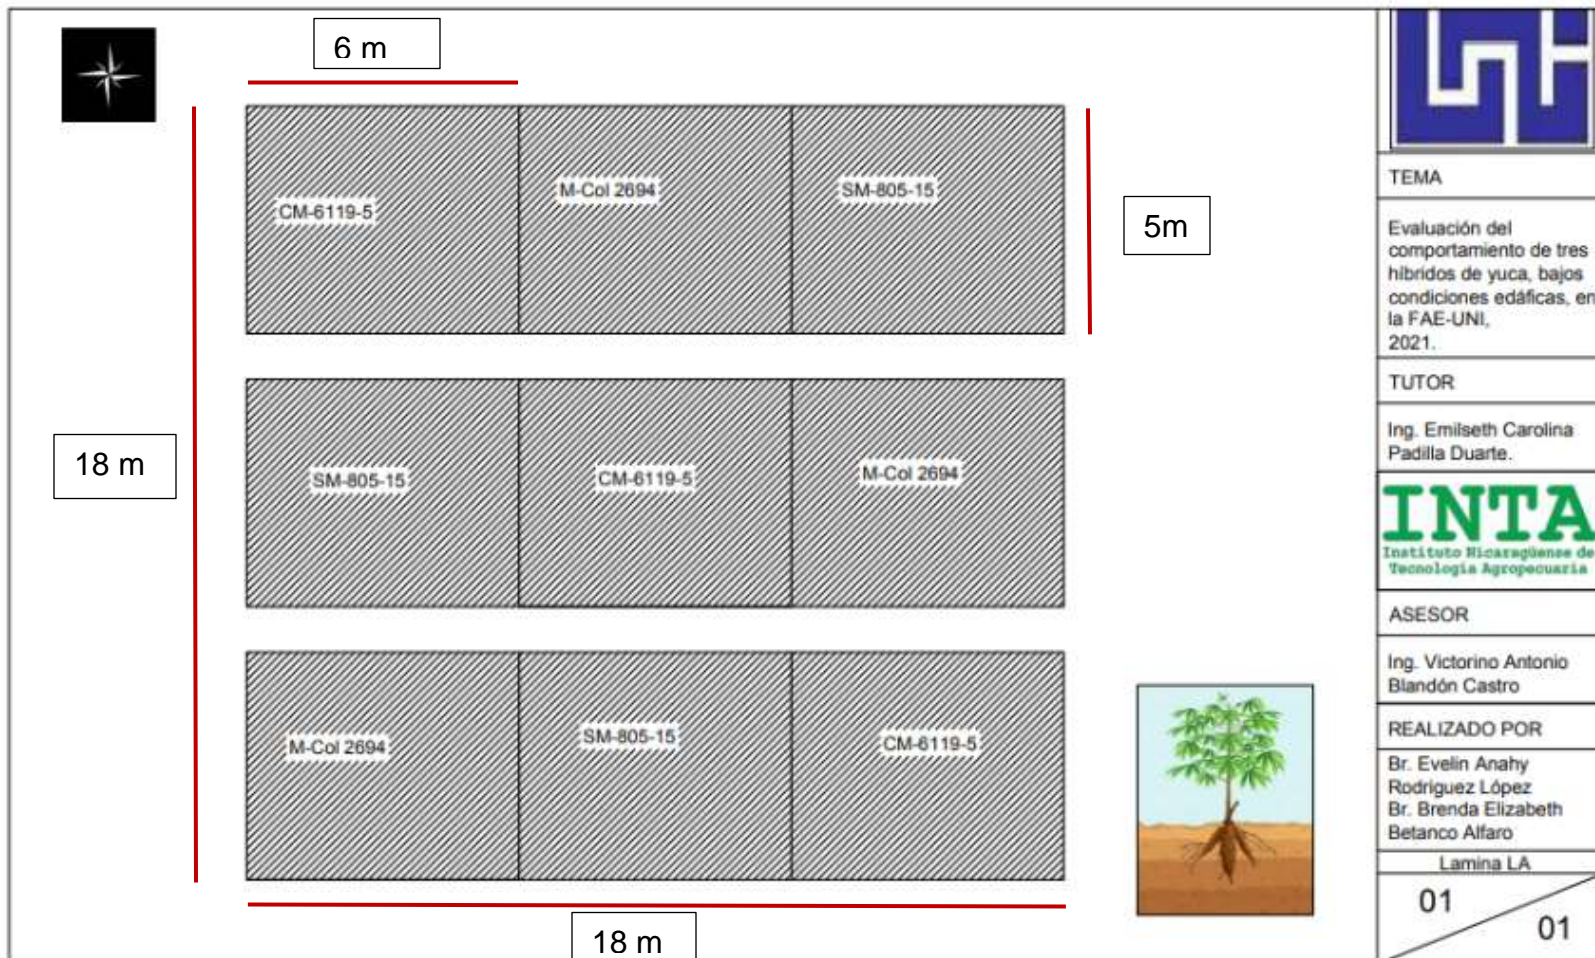 6 m
CM-6119-5
M-Col 2694
SM-805-15
5m
18 m
SM-805-15
CM-6119-5
M-Col 2694
M-Col 2694
SM-805-15
CM-6119-5
18 m
TEMA
Evaluación del
comportamiento de tres
híbridos de yuca, bajos
condiciones edáficas, en
la FAE-UNI,
2021.
TUTOR
Ing. Emilseth Carolina
Padilla Duarte.
INTA
Instituto Nicaragüense de
Tecnología Agropecuaria
ASESOR
Ing. Victorino Antonio
Blandón Castro
REALIZADO POR
Br. Evelin Anahy
Rodriguez López
Br. Brenda Elizabeth
Betanco Alfaro
Lamina LA
01
01